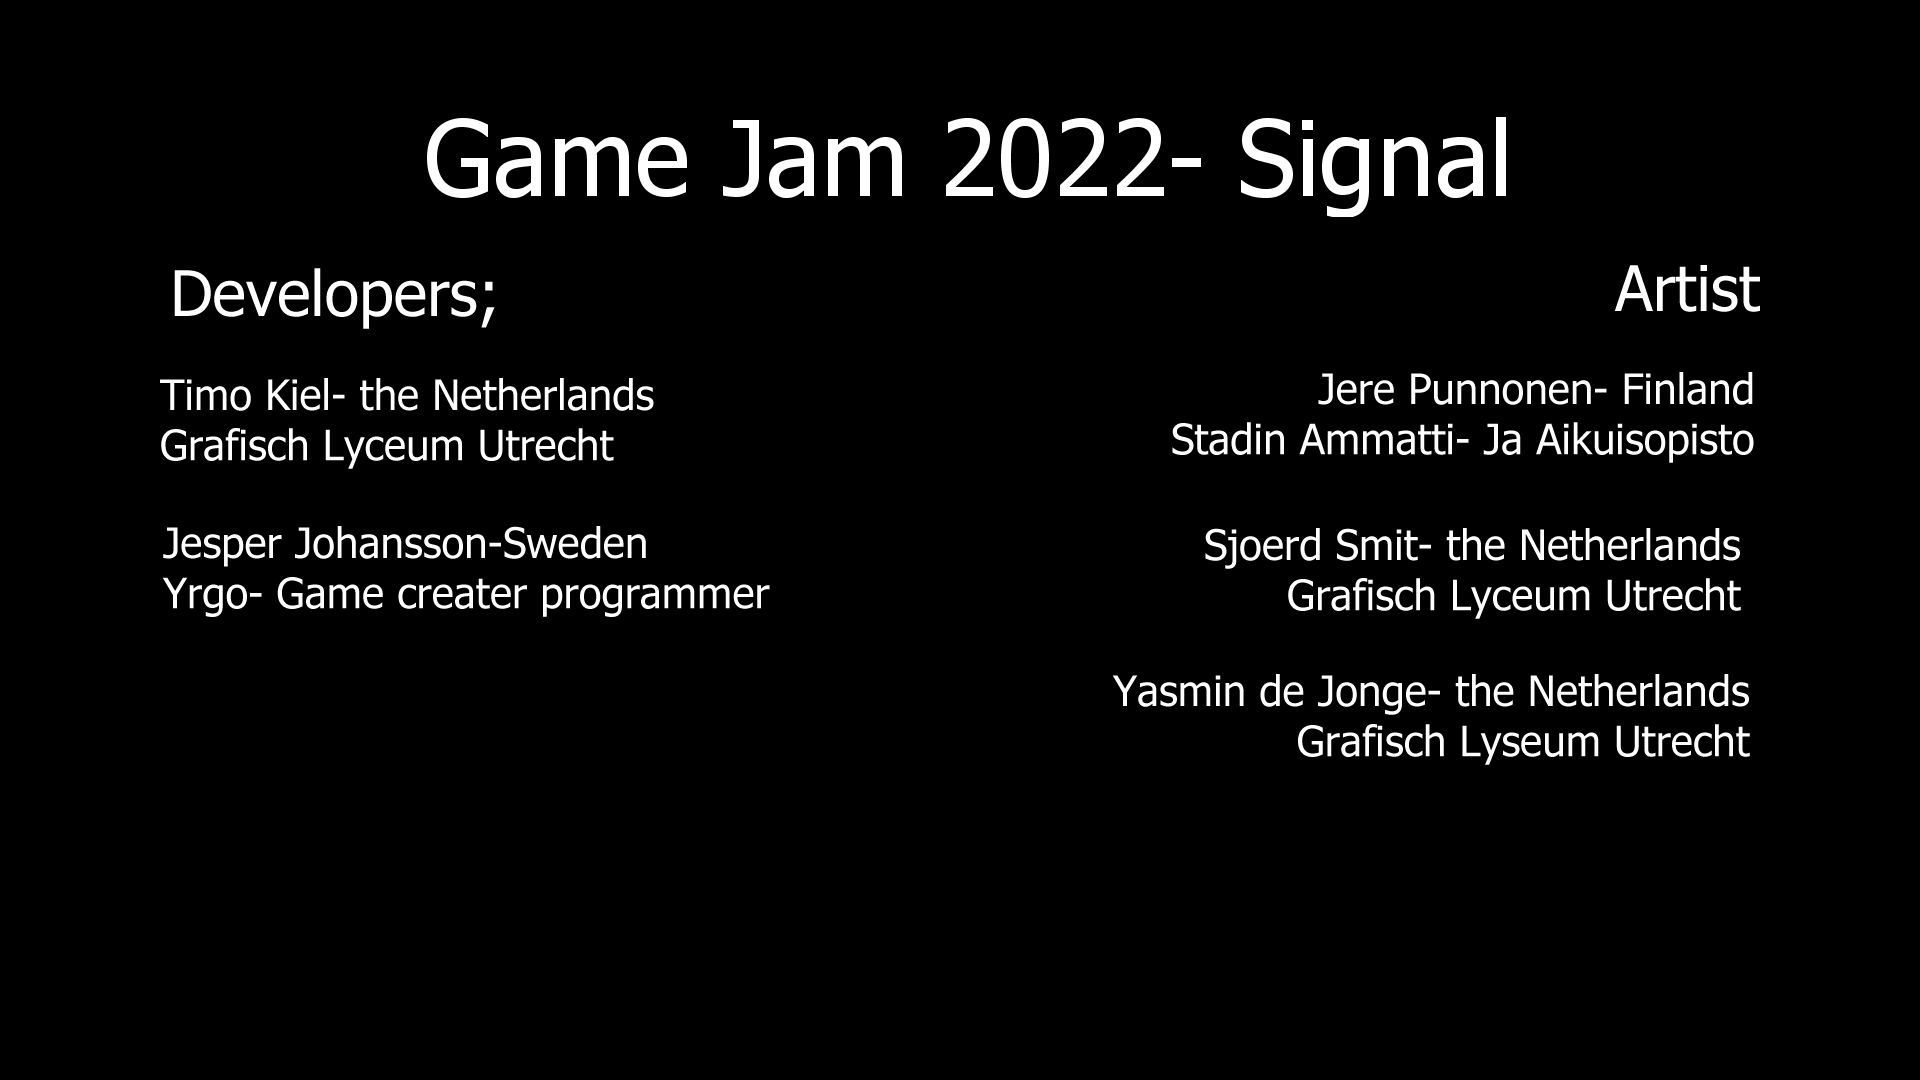 Game Jam 2022- Signal
Developers;
Timo Kiel- the Netherlands
Grafisch Lyceum Utrecht
Jesper Johansson-Sweden
Yrgo- Game creater programmer
Artist
Jere Punnonen- Finland
Stadin Ammatti- Ja Aikuisopisto
Sjoerd Smit- the Netherlands
Grafisch Lyceum Utrecht
Yasmin de Jonge- the Netherlands
Grafisch Lyseum Utrecht